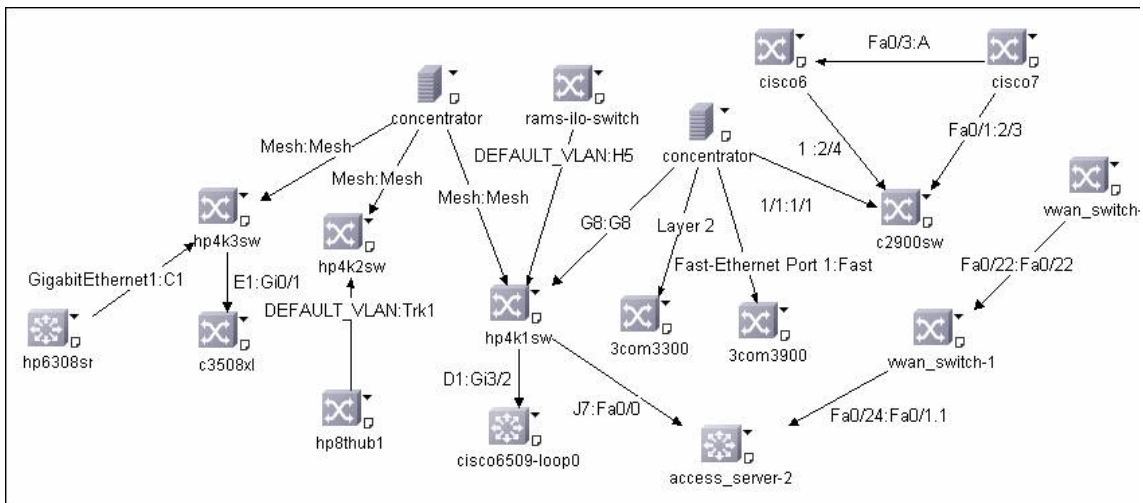 Fa0/3:A
cisco6
cisco7
concentrator
rams-ilo-switch
Mesh:Mesh
DEFAULT_VLAN:H5
concentrator
1 :2/4
Fa0/1:2/3
Mesh:Mesh
Mesh:Mesh
G8:G8
1/1:1/1
vwan_switch-
hp4k3sw
hp4k2sw
Layer 2
c2900sw
GigabitEthernet1:C1
E1:Gi0/1
Fast-Ethernet Port 1:Fast
Fa0/22:Fa0/22
DEFAULT_VLAN:Trk1
hp6308sr
c3508xl
hp4k1sw
3com3300
3com3900
vwan_switch-1
D1:Gi3/2
J7:Fa0/0
Fa0/24:Fa0/1.1
hp8thub1
cisco6509-loop0
access_server-2